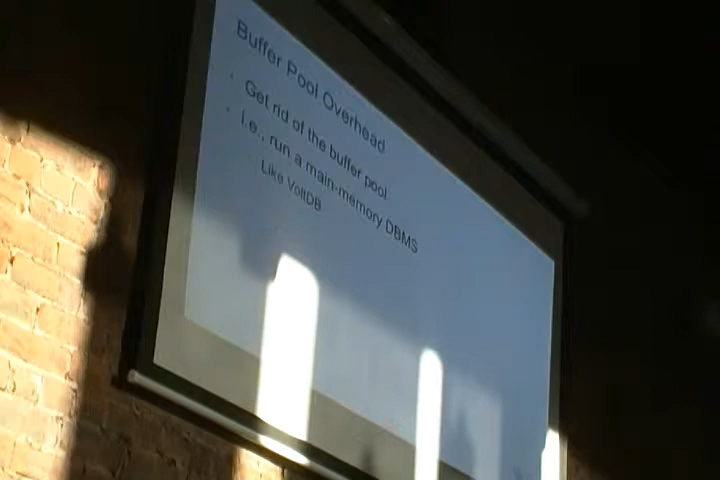 Buffer Pool Overhead
• Get rid of the buffer pool
• I.e., run a main-memory DBMS
Like VoltDB